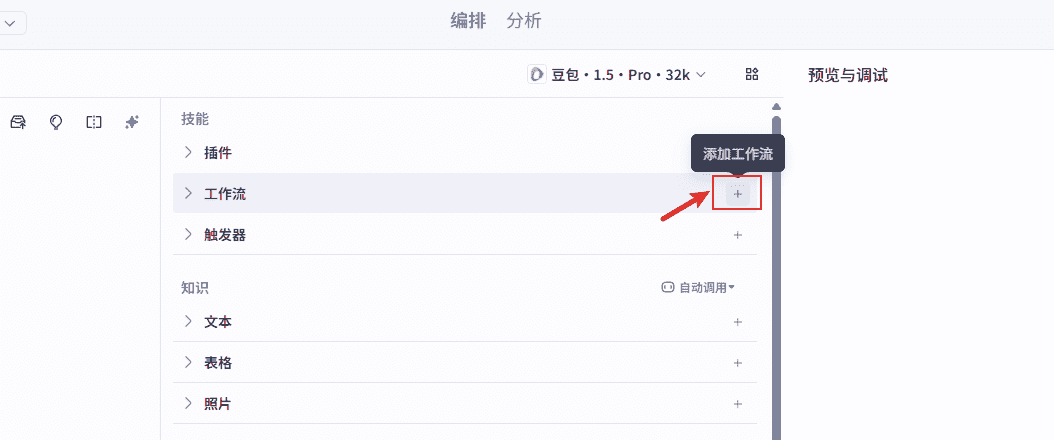 编排 分析
豆包・1.5・Pro・32k
预览与调试
技能
插件
添加工作流
工作流
触发器
知识
自动调用
文本
表格
照片